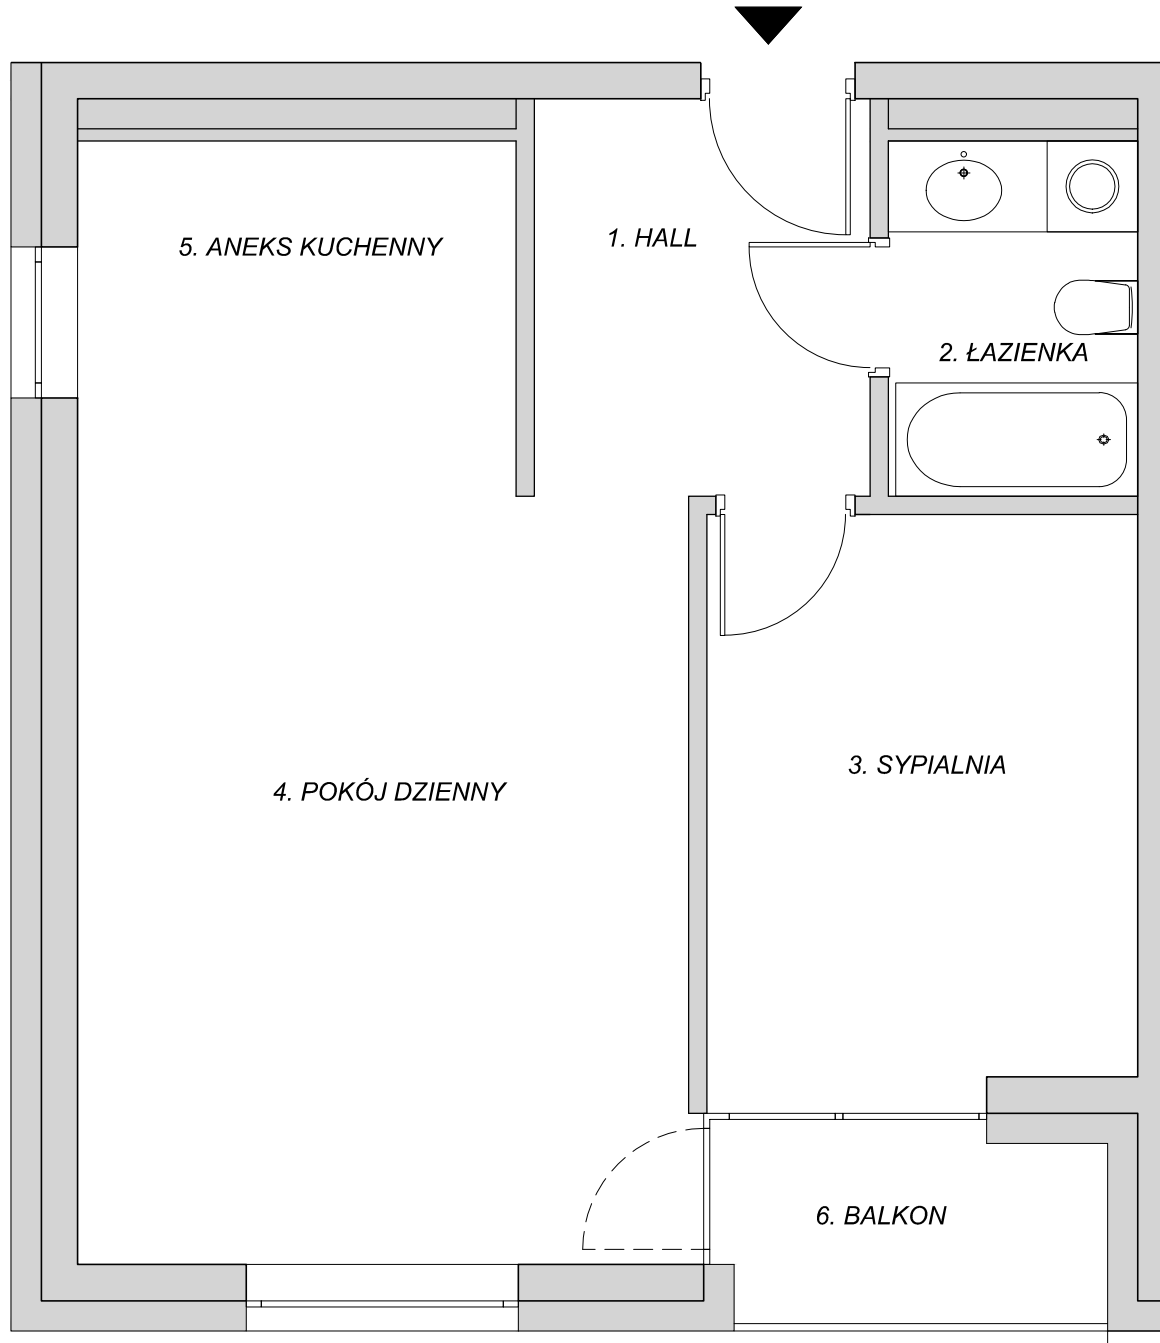 1. HALL
5. ANEKS KUCHENNY
2. ŁAZIENKA
3. SYPIALNIA
4. POKÓJ DZIENNY
6. BALKON